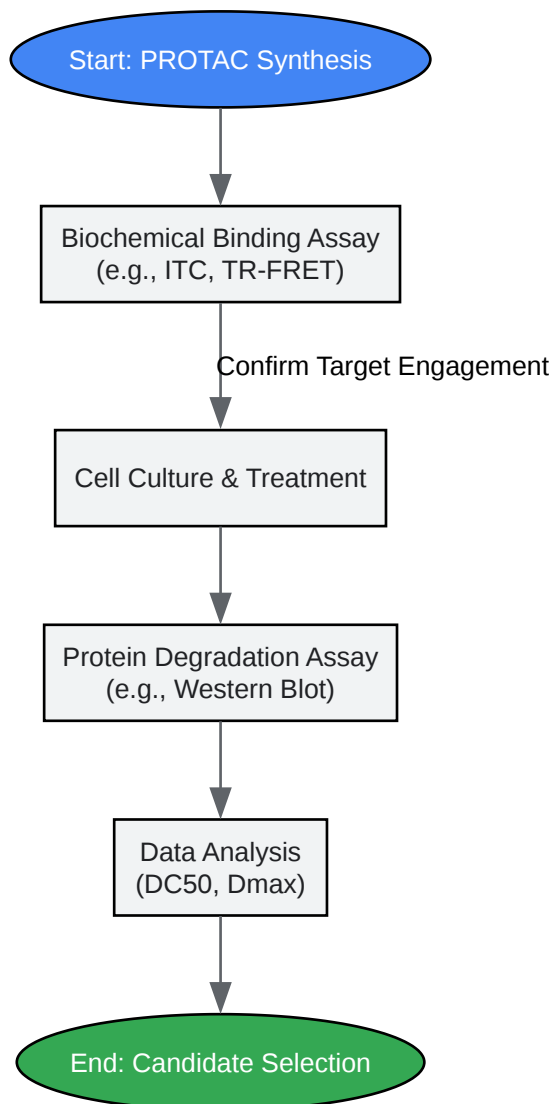 Start: PROTAC Synthesis
Biochemical Binding Assay
(e.g., ITC, TR-FRET)
Confirm Target Engagement
Cell Culture & Treatment
Protein Degradation Assay
(e.g., Western Blot)
Data Analysis
(DC50, Dmax)
End: Candidate Selection